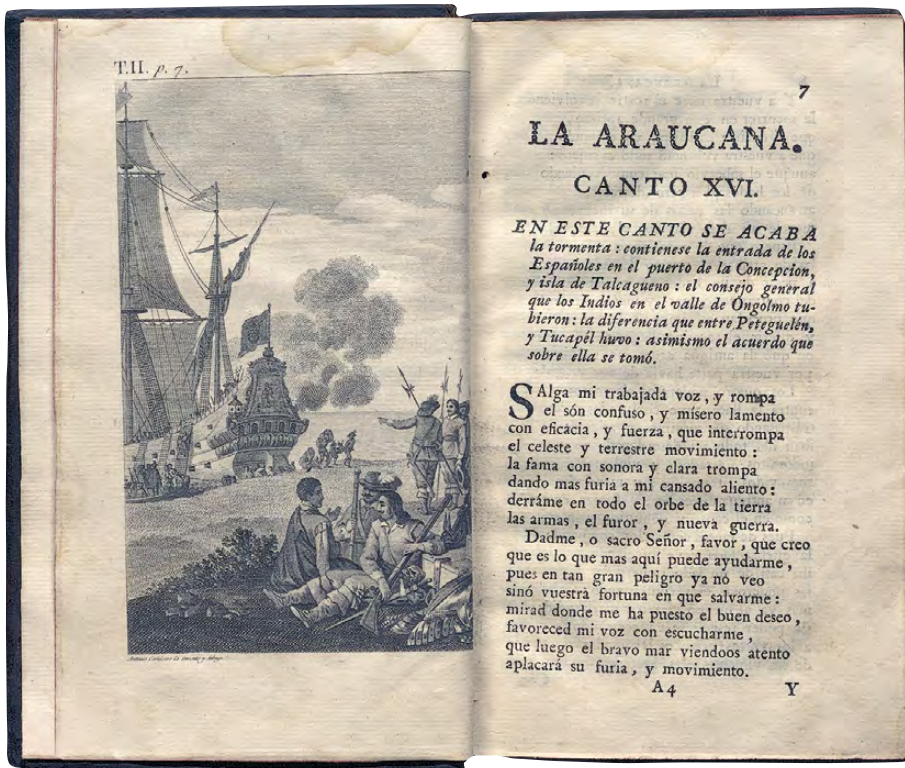 T.II. p. 7.
7
LA ARAUCANA.
CANTO XVI.
EN ESTE CANTO SE ACABA
la tormenta : contienese la entrada de los
Españoles en el puerto de la Concepcion,
y isla de Talcagueno : el consejo general
que los Indios en el valle de Ongolmo tu-
bieron : la diferencia que entre Peteguelén,
y Tucapél huvo : asimismo el acuerdo que
sobre ella se tomó.
SAlga mi trabajada voz , y rompa
el són confuso , y mísero lamento
con eficacia , y fuerza , que interrompa
el celeste y terrestre movimiento :
la fama con sonora y clara trompa
dando mas furia a mi cansado aliento :
derráme en todo el orbe de la tierra
las armas , el furor , y nueva guerra.
Dadme , o sacro Señor , favor , que creo
que es lo que mas aquí puede ayudarme ,
pues en tan gran peligro ya no veo
sinó vuestra fortuna en que salvarme :
mirad donde me ha puesto el buen deseo ,
favoreced mi voz con escucharme ,
que luego el bravo mar viendoos atento
aplacará su furia , y movimiento.
A4 Y